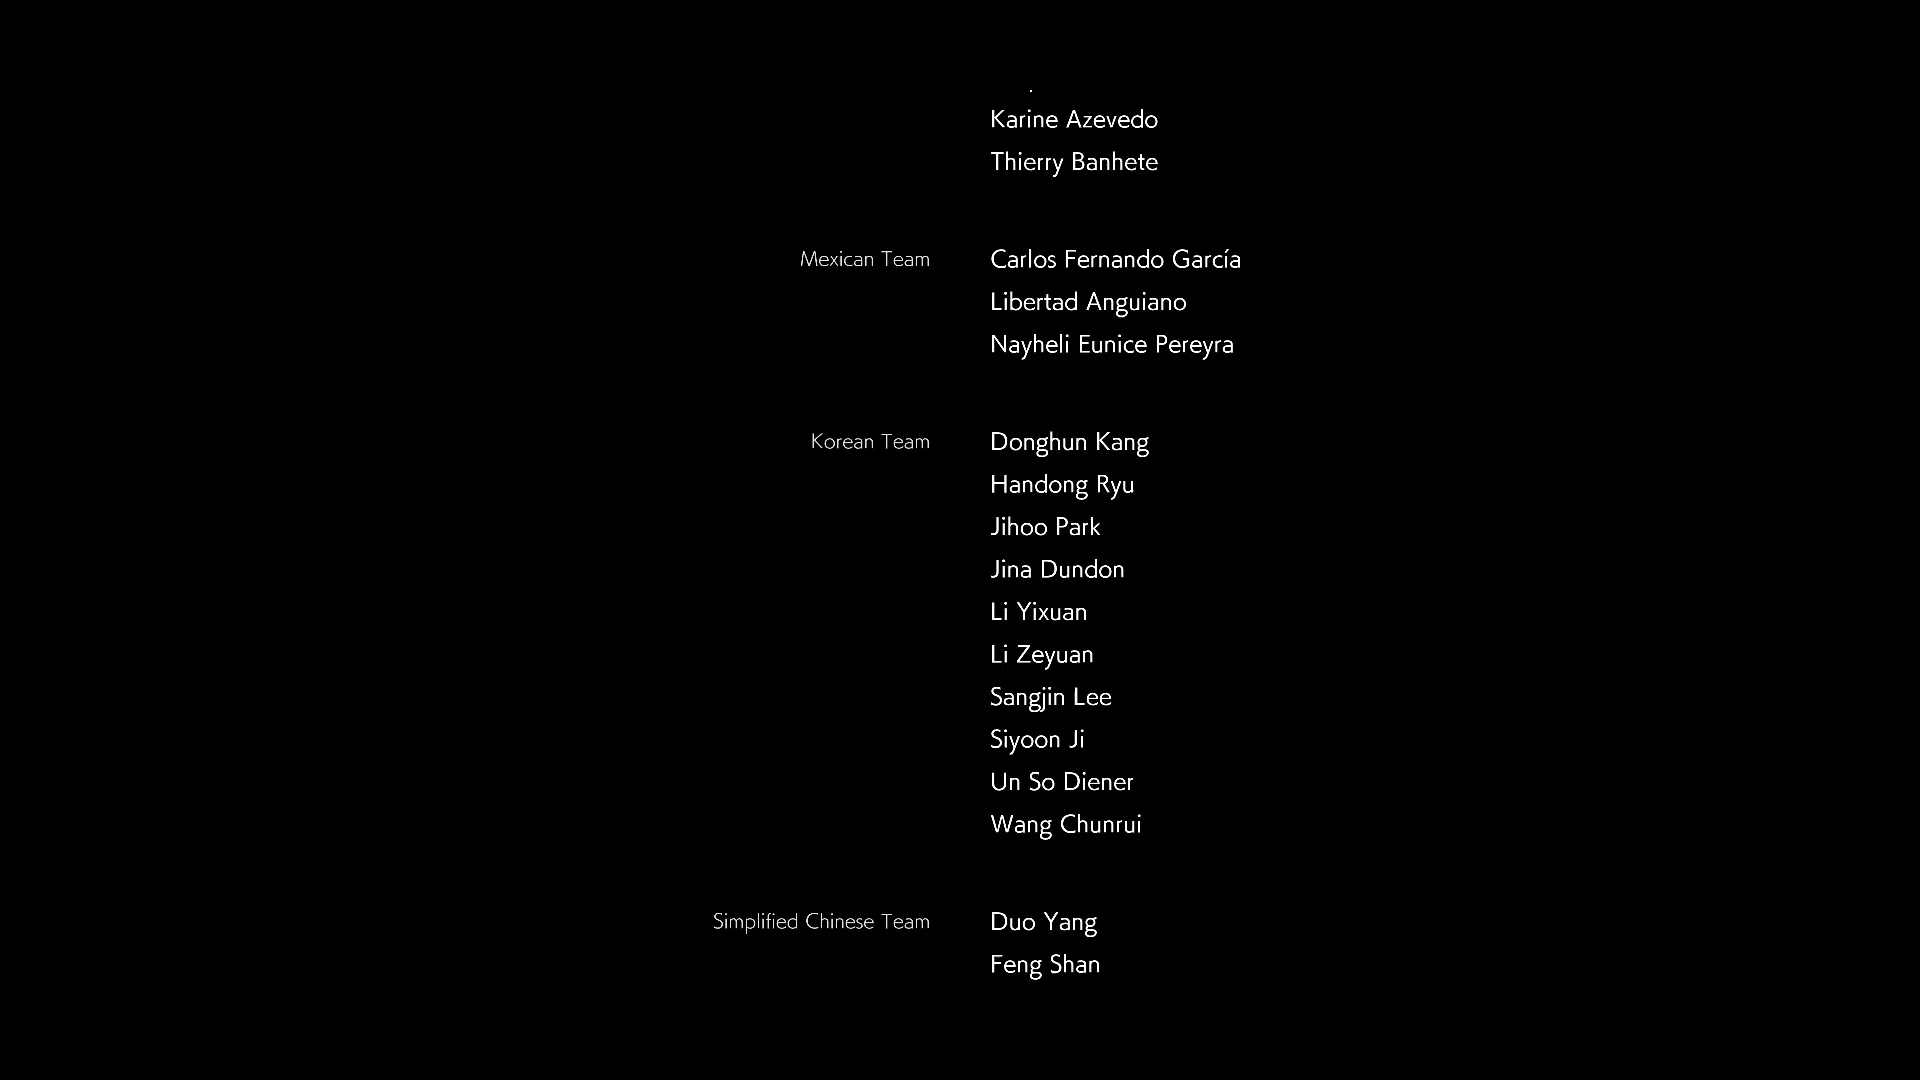 Karine Azevedo
Thierry Banhete
Mexican Team Carlos Fernando García
Libertad Anguiano
Nayheli Eunice Pereyra
Korean Team Donghun Kang
Handong Ryu
Jihoo Park
Jina Dundon
Li Yixuan
Li Zeyuan
Sangjin Lee
Siyoon Ji
Un So Diener
Wang Chunrui
Simplified Chinese Team Duo Yang
Feng Shan